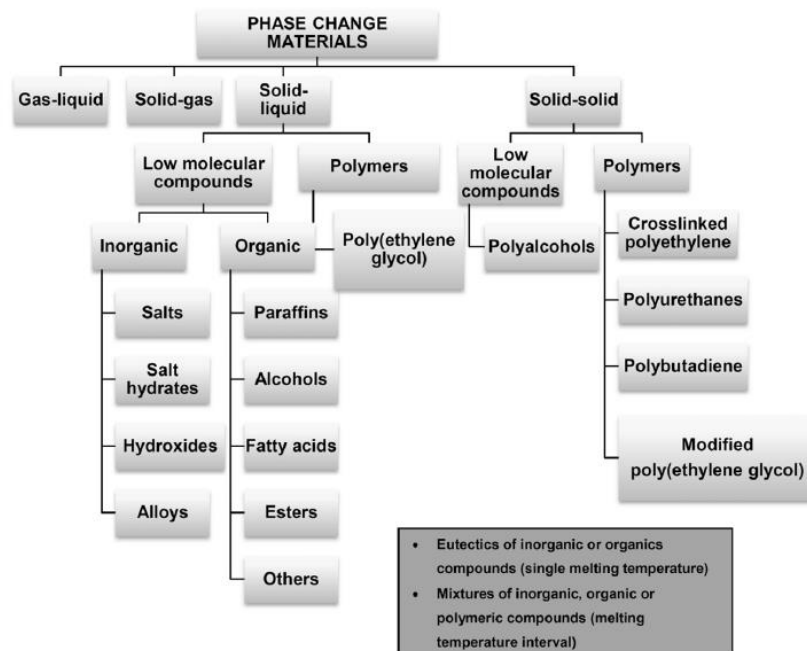 PHASE CHANGE
MATERIALS
Gas-liquid
Solid-gas
Solid-
liquid
Solid-solid
Low molecular
compounds
Polymers
Low
molecular
compounds
Polymers
Inorganic
Organic
Poly(ethylene
glycol)
Polyalcohols
Crosslinked
polyethylene
Salts
Paraffins
Polyurethanes
Salt
hydrates
Alcohols
Polybutadiene
Hydroxides
Fatty acids
Modified
poly(ethylene glycol)
Alloys
Esters
Others
• Eutectics of inorganic or organics
compounds (single melting temperature)
• Mixtures of inorganic, organic or
polymeric compounds (melting
temperature interval)